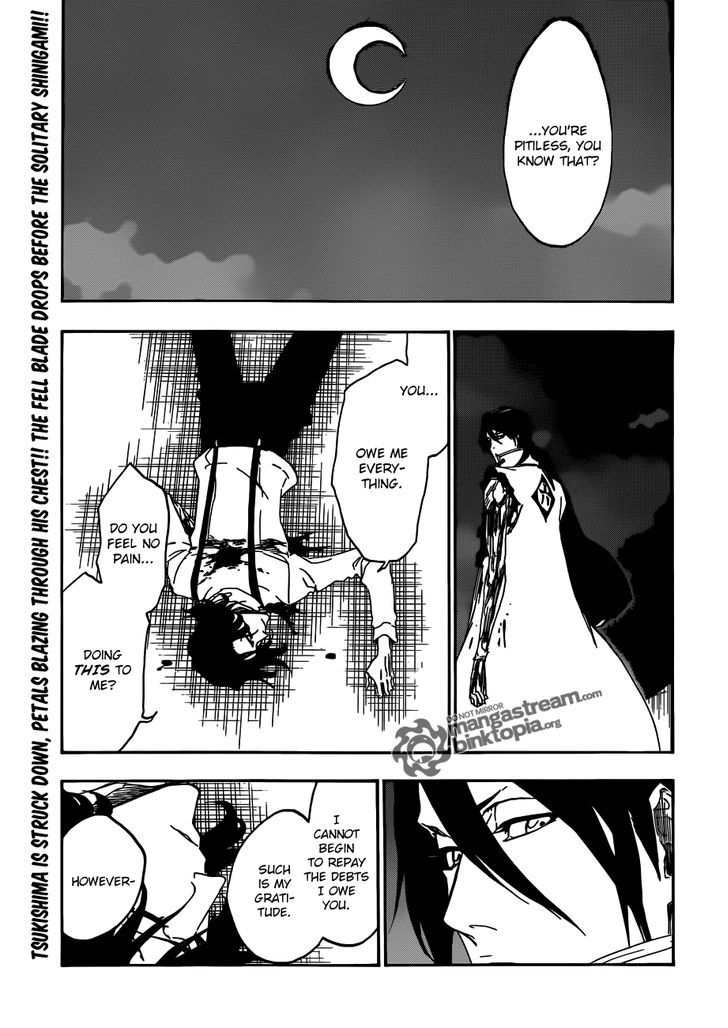 TSUKISHIMA IS STRUCK DOWN, PETALS BLAZING THROUGH HIS CHEST!! THE FELL BLADE DROPS BEFORE THE SOLITARY SHINIGAMI!!
...YOU'RE
PITILESS, YOU
KNOW THAT?
YOU...
OWE ME
EVERY-
THING.
DO YOU
FEEL NO
PAIN...
DOING
THIS TO
ME?
DO NOT MIRROR
mangastream.com
binktopia.org
I
CANNOT
BEGIN
TO REPAY
THE DEBTS
I OWE
YOU.
SUCH
IS MY
GRATI-
TUDE.
HOWEVER-